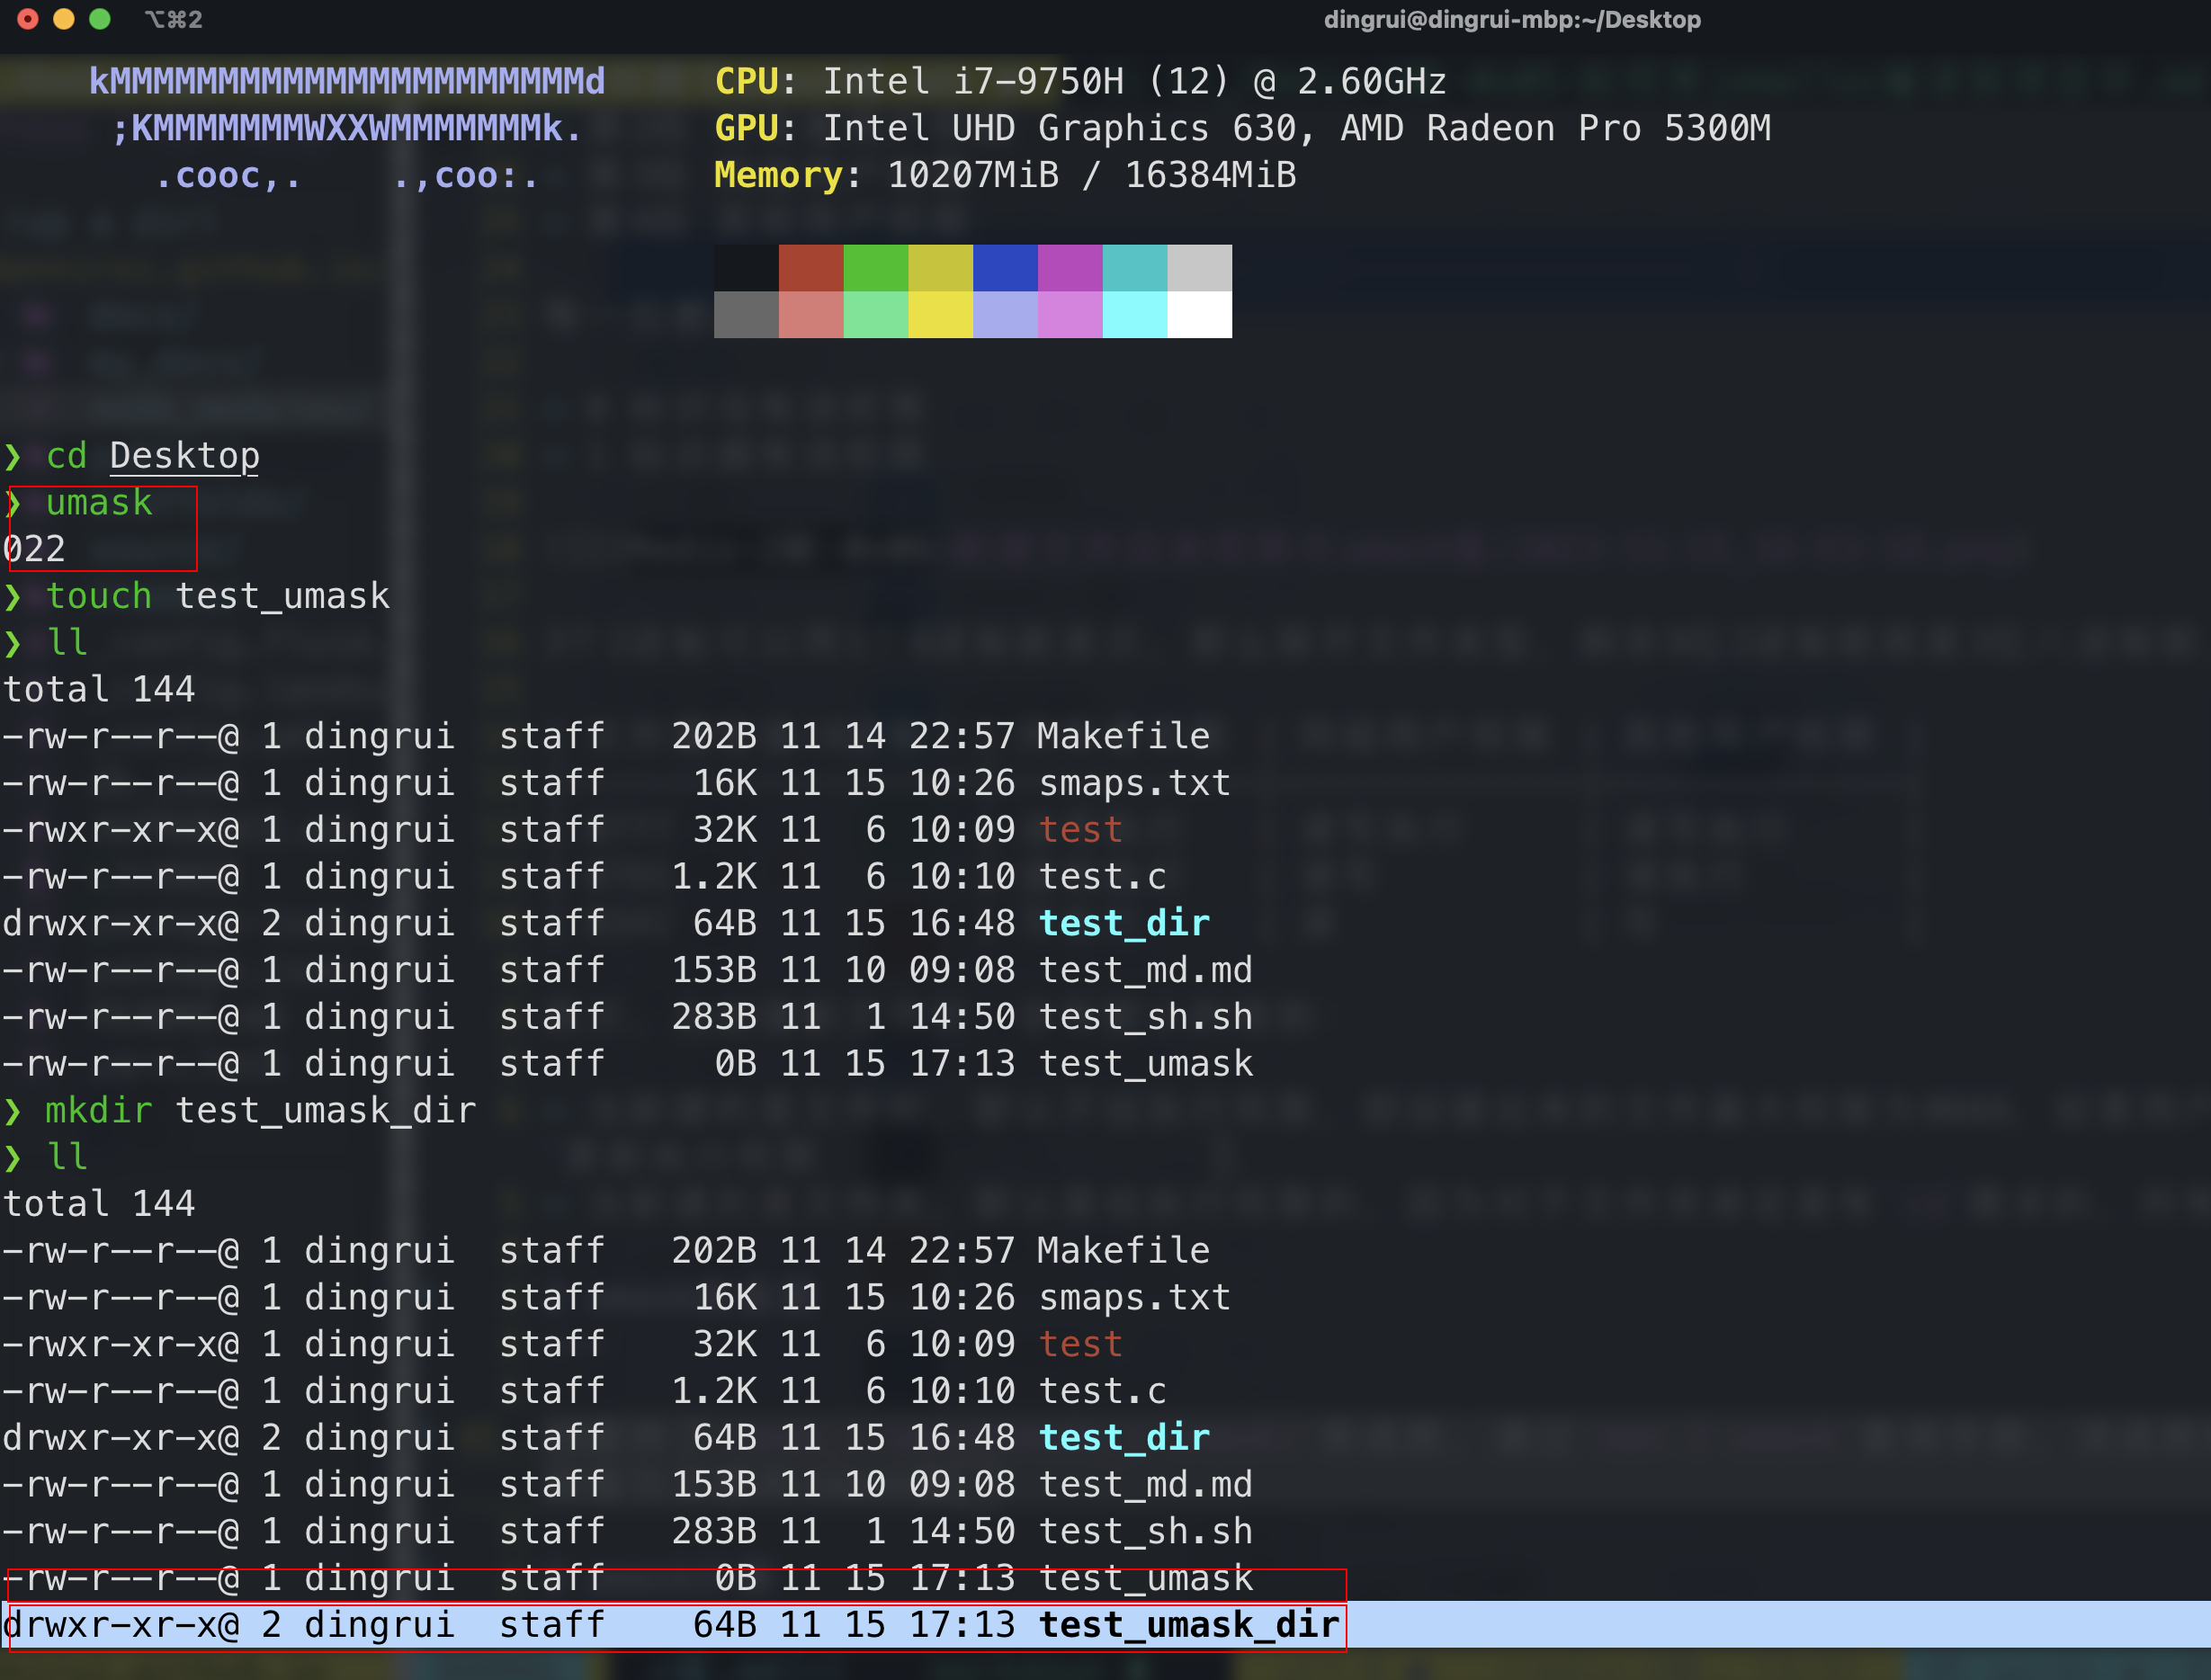 ⌥⌘2 dingrui@dingrui-mbp:~/Desktop
kMMMMMMMMMMMMMMMMMMMMMMd CPU: Intel i7-9750H (12) @ 2.60GHz
;KMMMMMMMWXXWMMMMMMMk. GPU: Intel UHD Graphics 630, AMD Radeon Pro 5300M
.cooc,. .,coo:. Memory: 10207MiB / 16384MiB
❯ cd Desktop
❯ umask
022
❯ touch test_umask
❯ ll
total 144
-rw-r--r--@ 1 dingrui staff 202B 11 14 22:57 Makefile
-rw-r--r--@ 1 dingrui staff 16K 11 15 10:26 smaps.txt
-rwxr-xr-x@ 1 dingrui staff 32K 11 6 10:09 test
-rw-r--r--@ 1 dingrui staff 1.2K 11 6 10:10 test.c
drwxr-xr-x@ 2 dingrui staff 64B 11 15 16:48 test_dir
-rw-r--r--@ 1 dingrui staff 153B 11 10 09:08 test_md.md
-rw-r--r--@ 1 dingrui staff 283B 11 1 14:50 test_sh.sh
-rw-r--r--@ 1 dingrui staff 0B 11 15 17:13 test_umask
❯ mkdir test_umask_dir
❯ ll
total 144
-rw-r--r--@ 1 dingrui staff 202B 11 14 22:57 Makefile
-rw-r--r--@ 1 dingrui staff 16K 11 15 10:26 smaps.txt
-rwxr-xr-x@ 1 dingrui staff 32K 11 6 10:09 test
-rw-r--r--@ 1 dingrui staff 1.2K 11 6 10:10 test.c
drwxr-xr-x@ 2 dingrui staff 64B 11 15 16:48 test_dir
-rw-r--r--@ 1 dingrui staff 153B 11 10 09:08 test_md.md
-rw-r--r--@ 1 dingrui staff 283B 11 1 14:50 test_sh.sh
-rw-r--r--@ 1 dingrui staff 0B 11 15 17:13 test_umask
drwxr-xr-x@ 2 dingrui staff 64B 11 15 17:13 test_umask_dir